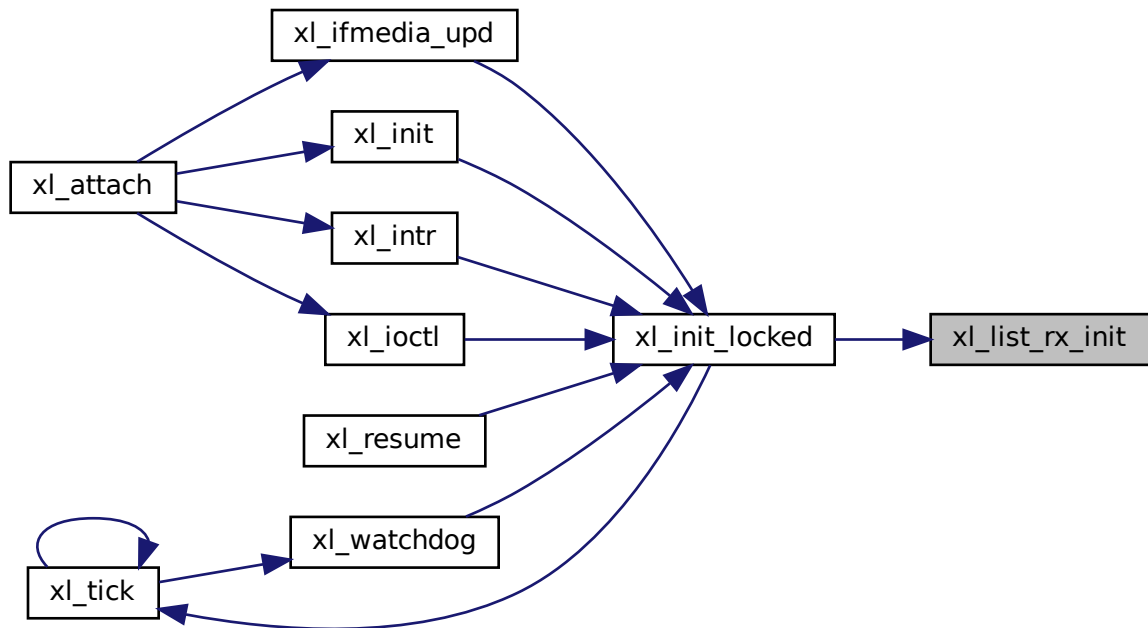 xl_ifmedia_upd
xl_init
xl_attach
xl_intr
xl_ioctl
xl_init_locked
xl_list_rx_init
xl_resume
xl_watchdog
xl_tick